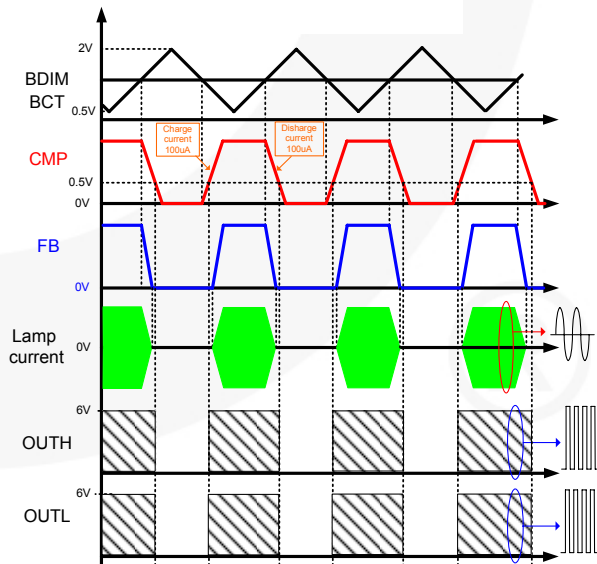 2V
BDIM
BCT
0.5V
Charge
current
100uA
Disharge
current
100uA
CMP
0.5V
0V
FB
0V
Lamp
current
0V
6V
OUTH
6V
OUTL